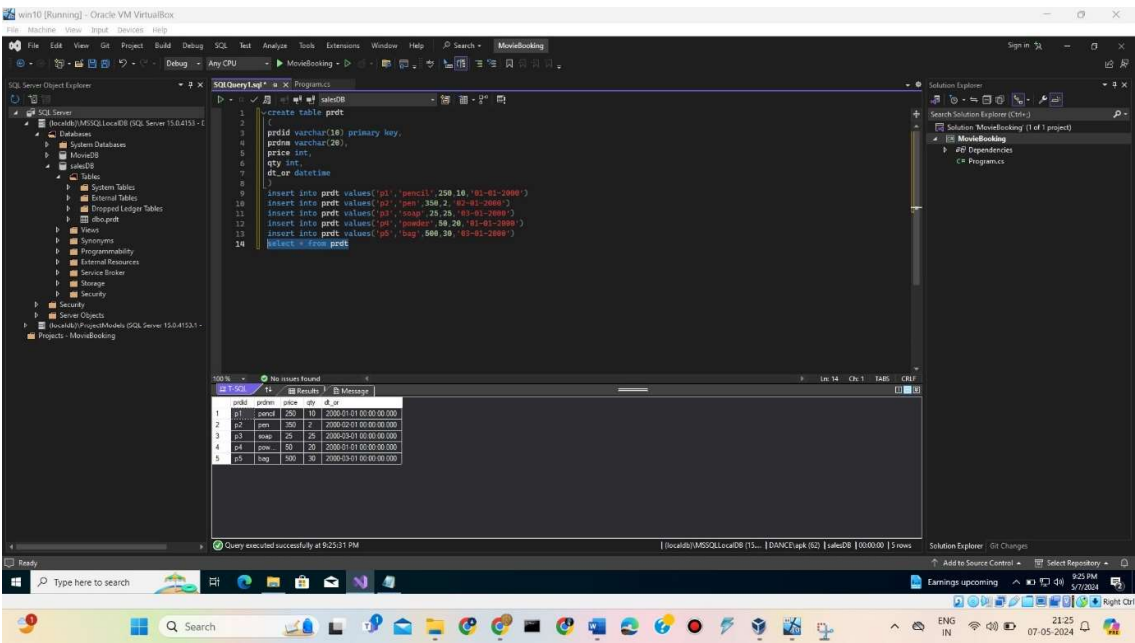 win10 [Running] - Oracle VM VirtualBox
File Machine View Input Devices Help
File Edit View Git Project Build Debug SQL Test Analyze Tools Extensions Window Help Search MovieBooking Sign in
Debug Any CPU MovieBooking
SQL Server Object Explorer
SQLQuery1.sql* Program.cs
Solution Explorer
salesDB
Search Solution Explorer (Ctrl+;)
SQL Server
(localdb)\MSSQLLocalDB (SQL Server 15.0.4153 - D
Databases
System Databases
MovieDB
salesDB
Tables
System Tables
External Tables
Dropped Ledger Tables
dbo.prdt
Views
Synonyms
Programmability
External Resources
Service Broker
Storage
Security
Security
Server Objects
(localdb)\ProjectModels (SQL Server 15.0.4153.1 -
Projects - MovieBooking
1 create table prdt
2 (
3 prdid varchar(10) primary key,
4 prdnm varchar(20),
5 price int,
6 qty int,
7 dt_or datetime
8 )
9 insert into prdt values('p1','pencil',250,10,'01-01-2000')
10 insert into prdt values('p2','pen',350,2,'02-01-2000')
11 insert into prdt values('p3','soap',25,25,'03-01-2000')
12 insert into prdt values('p4','powder',50,20,'01-01-2000')
13 insert into prdt values('p5','bag',500,30,'03-01-2000')
14 select * from prdt
Solution 'MovieBooking' (1 of 1 project)
MovieBooking
Dependencies
C# Program.cs
100 % No issues found Ln: 14 Ch: 1 TABS CRLF
T-SQL Results Message
prdid prdnm price qty dt_or
1 p1 pencil 250 10 2000-01-01 00:00:00.000
2 p2 pen 350 2 2000-02-01 00:00:00.000
3 p3 soap 25 25 2000-03-01 00:00:00.000
4 p4 pow... 50 20 2000-01-01 00:00:00.000
5 p5 bag 500 30 2000-03-01 00:00:00.000
Query executed successfully at 9:25:31 PM (localdb)\MSSQLLocalDB (15.... DANCE\apk (62) salesDB 00:00:00 5 rows
Solution Explorer Git Changes
Ready Add to Source Control Select Repository
Type here to search Earnings upcoming 9:25 PM
5/7/2024
Right Ctrl
Search ENG 21:25
IN 07-05-2024